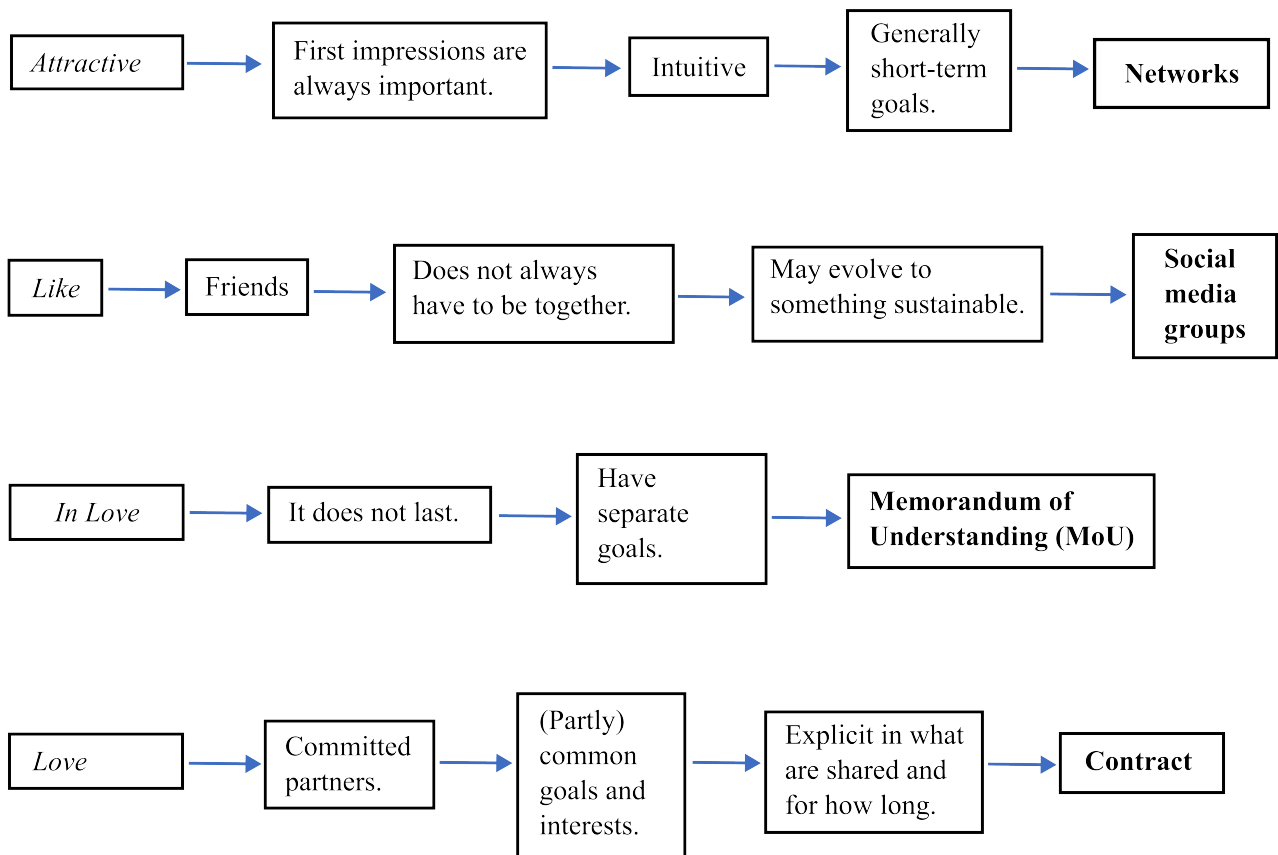 Attractive
First impressions are
always important.
Intuitive
Generally
short-term
goals.
Networks
Like
Friends
Does not always
have to be together.
May evolve to
something sustainable.
Social
media
groups
In Love
It does not last.
Have
separate
goals.
Memorandum of
Understanding (MoU)
Love
Committed
partners.
(Partly)
common
goals and
interests.
Explicit in what
are shared and
for how long.
Contract